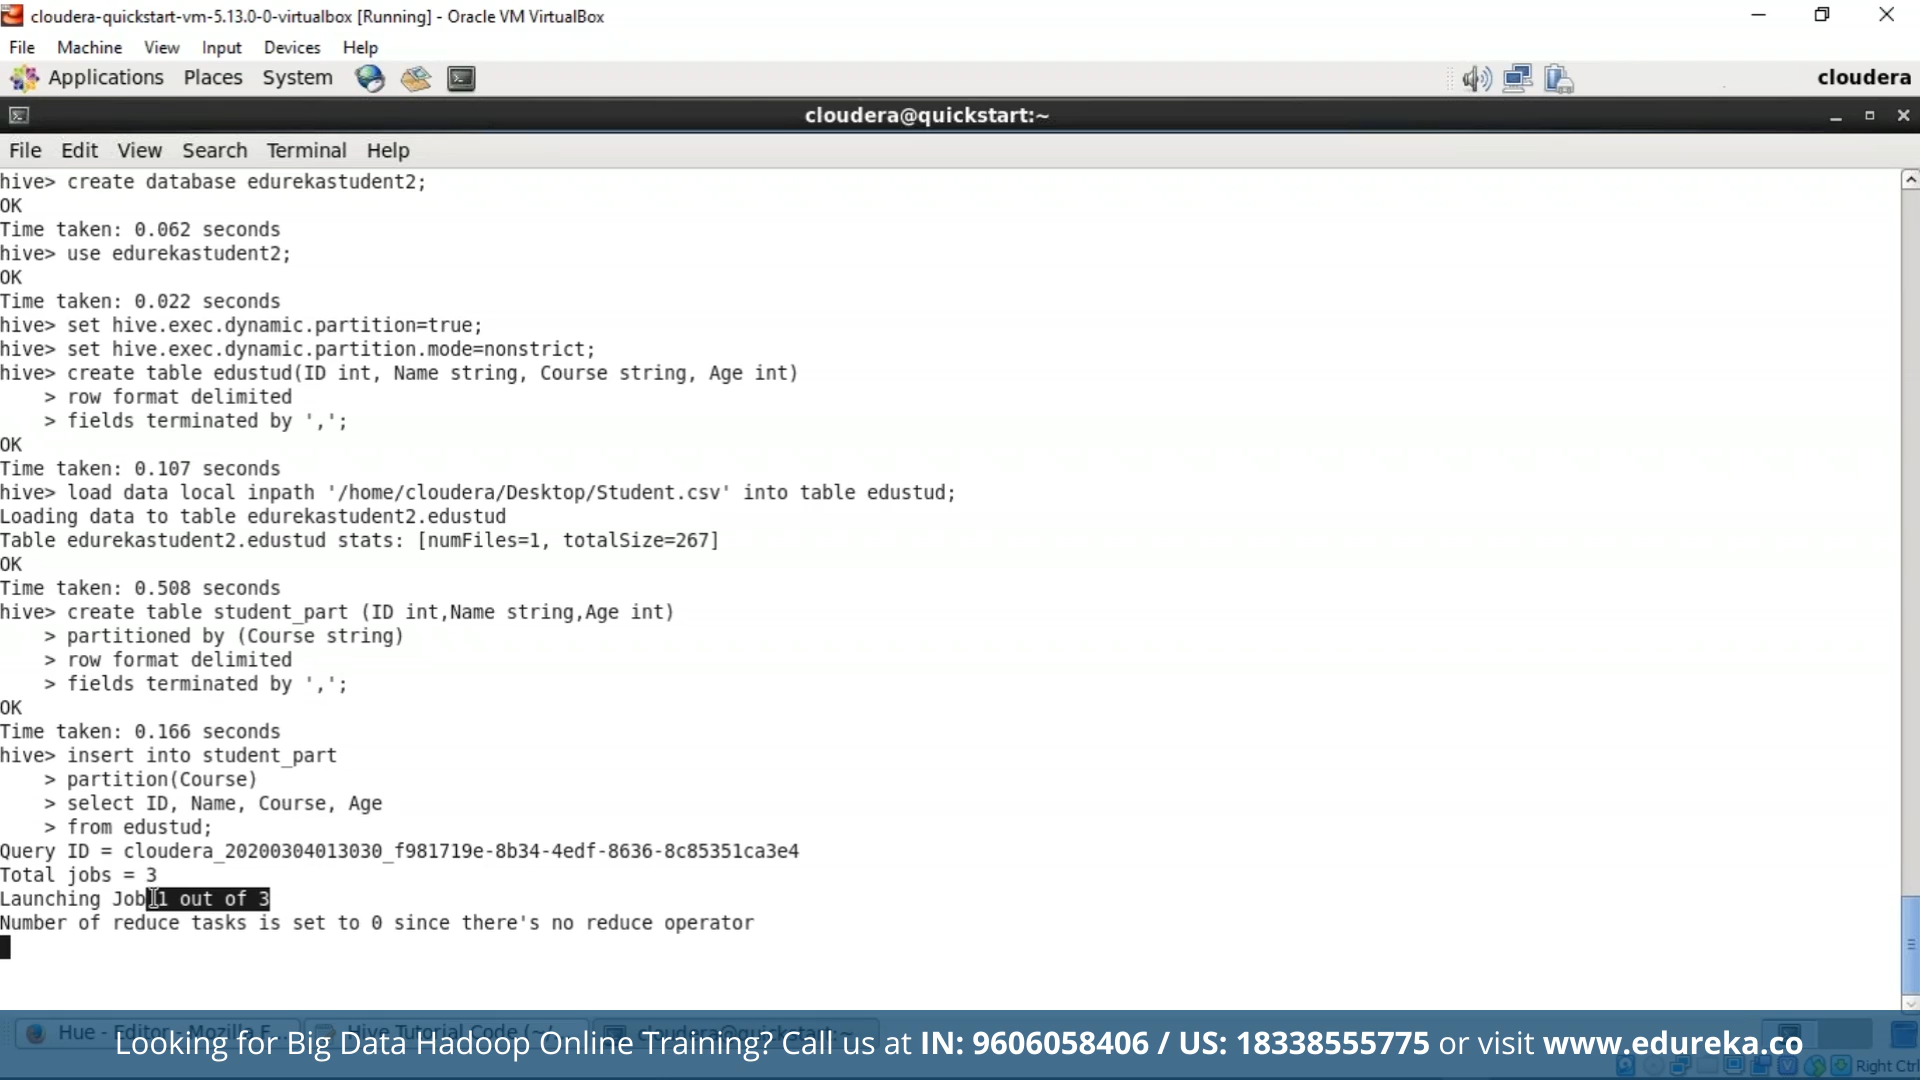 cloudera-quickstart-vm-5.13.0-0-virtualbox [Running] - Oracle VM VirtualBox
File Machine View Input Devices Help
Applications Places System cloudera
cloudera@quickstart:~
File Edit View Search Terminal Help
hive> create database edurekastudent2;
OK
Time taken: 0.062 seconds
hive> use edurekastudent2;
OK
Time taken: 0.022 seconds
hive> set hive.exec.dynamic.partition=true;
hive> set hive.exec.dynamic.partition.mode=nonstrict;
hive> create table edustud(ID int, Name string, Course string, Age int)
    > row format delimited
    > fields terminated by ',';
OK
Time taken: 0.107 seconds
hive> load data local inpath '/home/cloudera/Desktop/Student.csv' into table edustud;
Loading data to table edurekastudent2.edustud
Table edurekastudent2.edustud stats: [numFiles=1, totalSize=267]
OK
Time taken: 0.508 seconds
hive> create table student_part (ID int,Name string,Age int)
    > partitioned by (Course string)
    > row format delimited
    > fields terminated by ',';
OK
Time taken: 0.166 seconds
hive> insert into student_part
    > partition(Course)
    > select ID, Name, Course, Age
    > from edustud;
Query ID = cloudera_20200304013030_f981719e-8b34-4edf-8636-8c85351ca3e4
Total jobs = 3
Launching Job 1 out of 3
Number of reduce tasks is set to 0 since there's no reduce operator
Hue - Editor - Mozilla F... Hive Tutorial Code (~/... cloudera@quickstart:~
Looking for Big Data Hadoop Online Training? Call us at IN: 9606058406 / US: 18338555775 or visit www.edureka.co
Right Ctrl